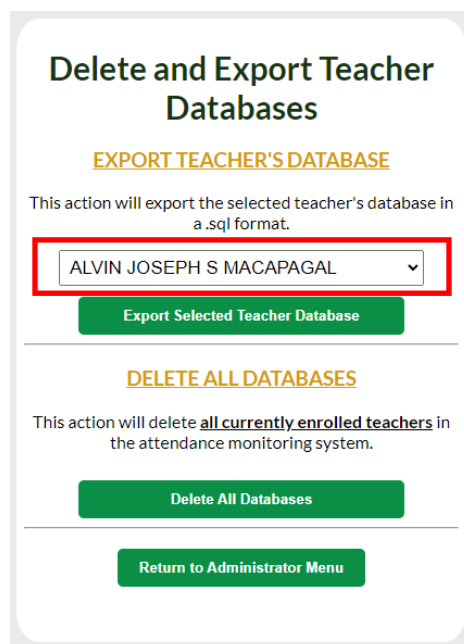 Delete and Export Teacher
Databases
EXPORT TEACHER'S DATABASE
This action will export the selected teacher's database in
a .sql format.
ALVIN JOSEPH S MACAPAGAL
Export Selected Teacher Database
DELETE ALL DATABASES
This action will delete all currently enrolled teachers in
the attendance monitoring system.
Delete All Databases
Return to Administrator Menu